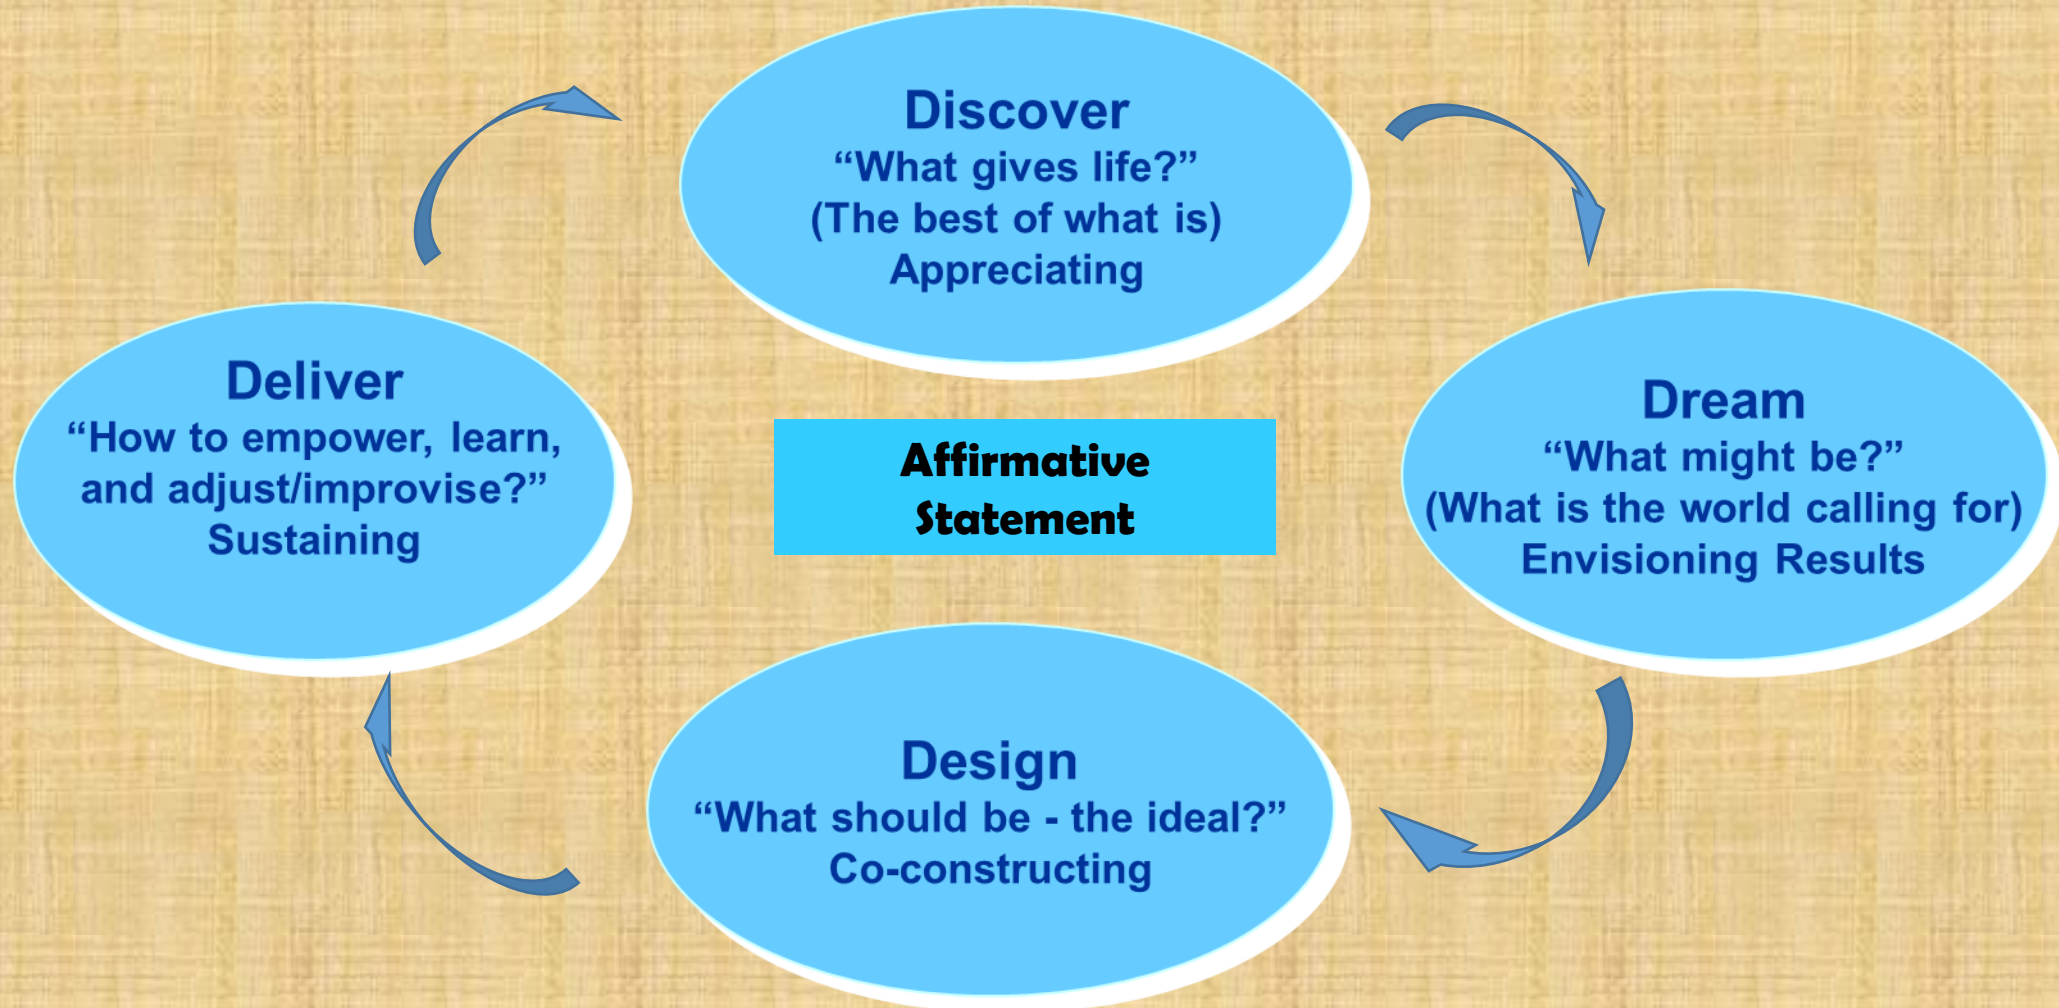 Discover
“What gives life?”
(The best of what is)
Appreciating
Dream
“What might be?”
(What is the world calling for)
Envisioning Results
Design
“What should be - the ideal?”
Co-constructing
Deliver
“How to empower, learn,
and adjust/improvise?”
Sustaining
Affirmative
Statement